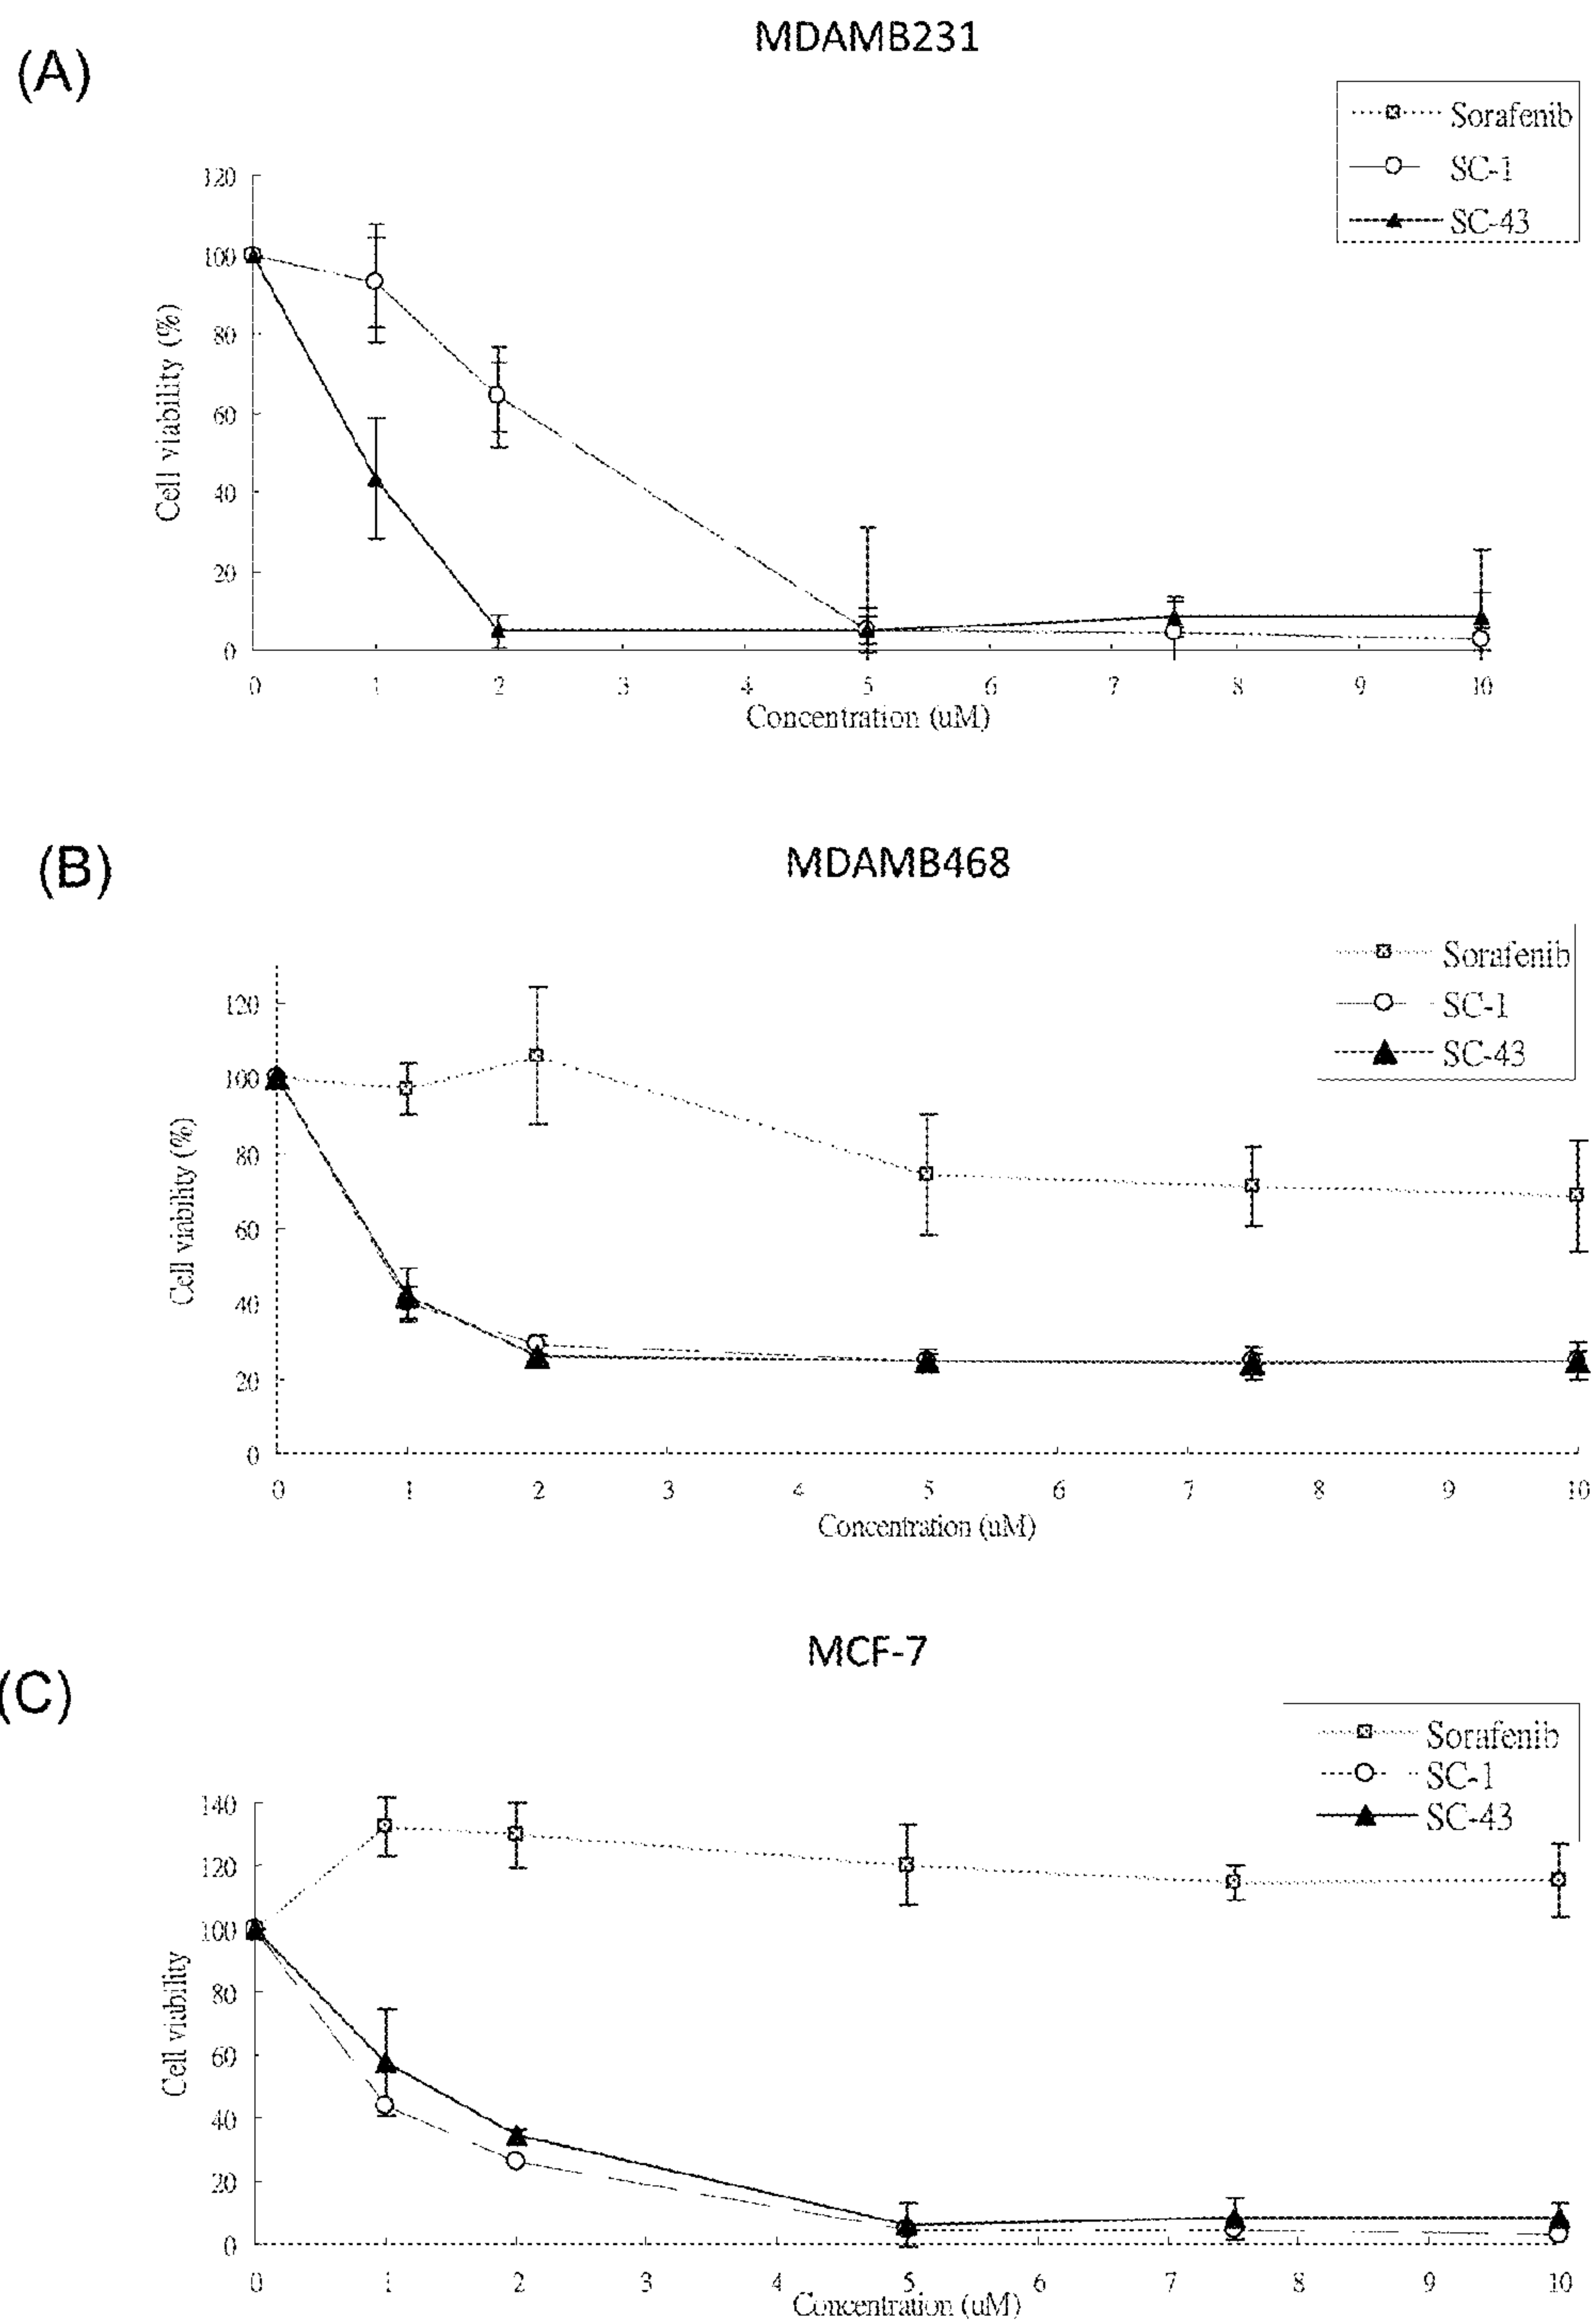 MDAMB231
(A)
Sorafenib
SC-1
SC-43
120
100
80
60
40
20
0
Cell viability (%)
0 1 2 3 4 5 6 7 8 9 10
Concentration (uM)
MDAMB468
(B)
Sorafenib
SC-1
SC-43
120
100
80
60
40
20
0
Cell viability (%)
0 1 2 3 4 5 6 7 8 9 10
Concentration (uM)
MCF-7
(C)
Sorafenib
SC-1
SC-43
140
120
100
80
60
40
20
0
Cell viability
0 1 2 3 4 5 6 7 8 9 10
Concentration (uM)